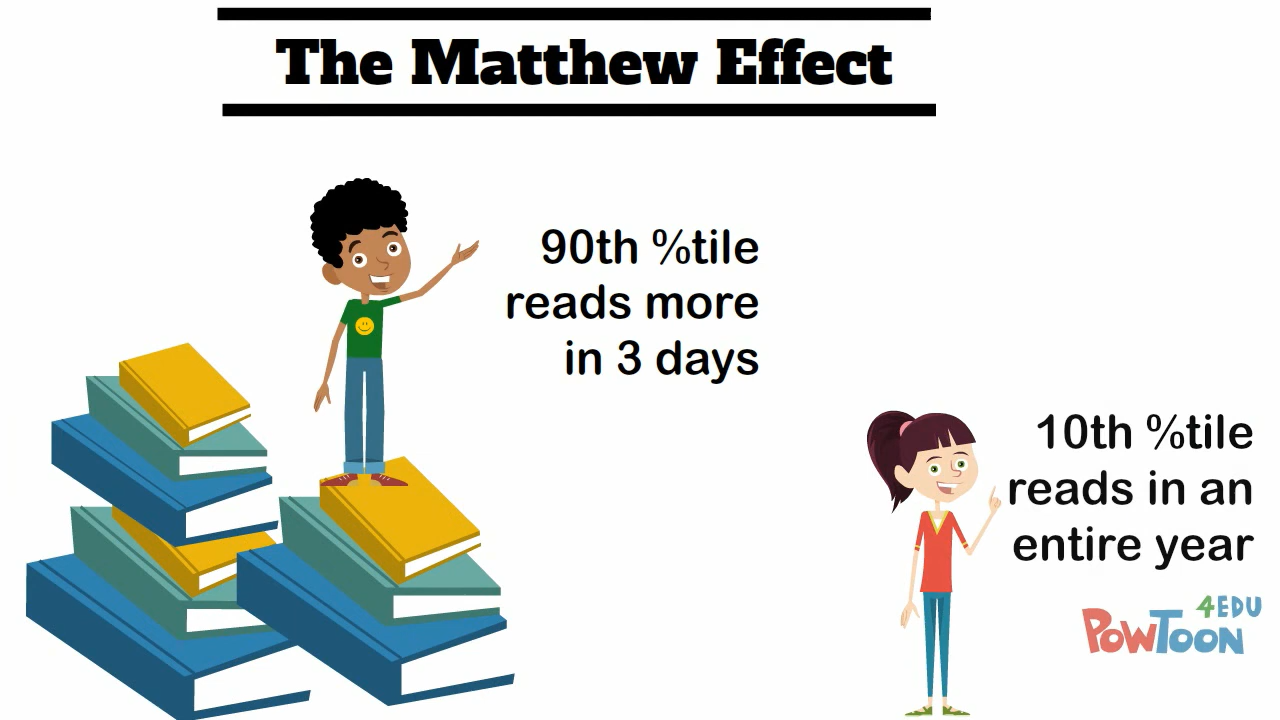 The Matthew Effect
90th %tile
reads more
in 3 days
10th %tile
reads in an
entire year
4EDU
POWTOON